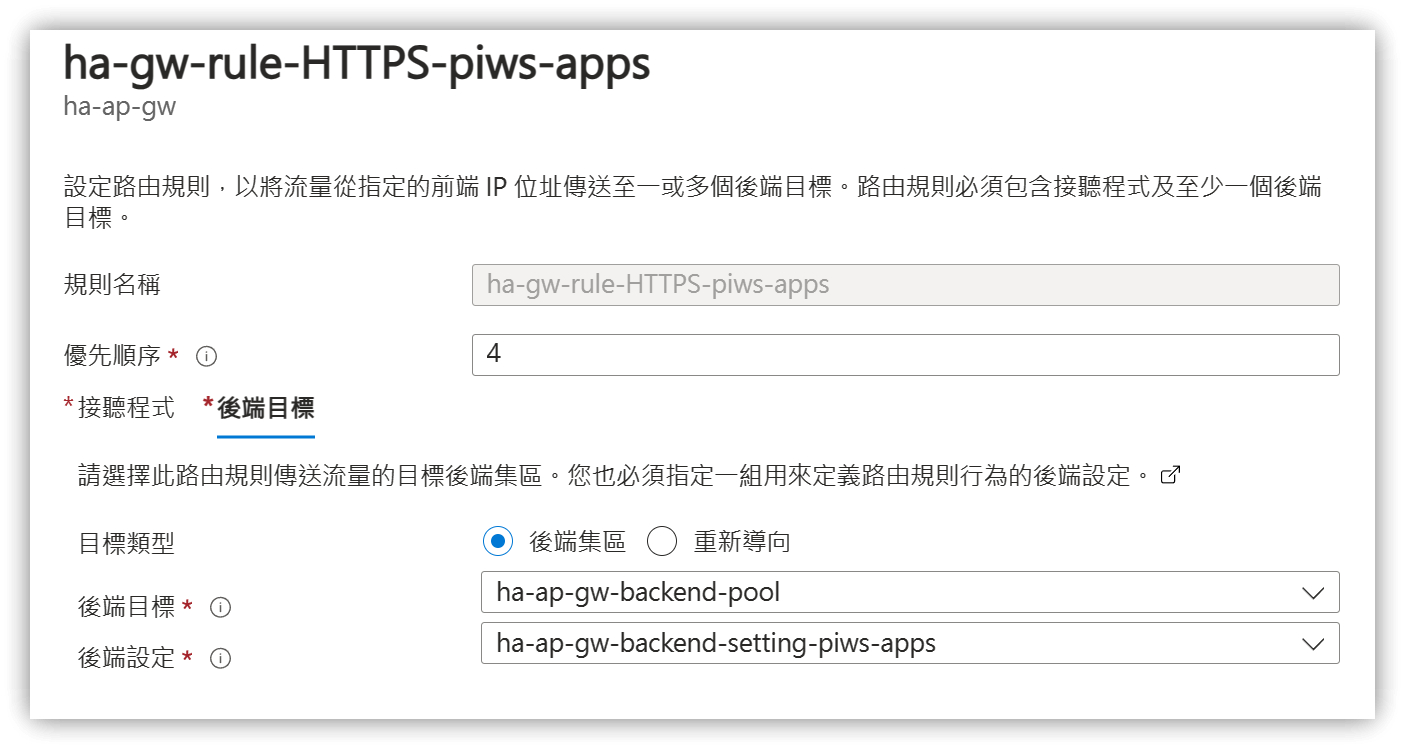 ha-gw-rule-HTTPS-piws-apps
ha-ap-gw
設定路由規則，以將流量從指定的前端 IP 位址傳送至一或多個後端目標。路由規則必須包含接聽程式及至少一個後端
目標。
規則名稱
ha-gw-rule-HTTPS-piws-apps
優先順序 *
4
*接聽程式 *後端目標
請選擇此路由規則傳送流量的目標後端集區。您也必須指定一組用來定義路由規則行為的後端設定。
目標類型
後端集區 重新導向
後端目標 *
ha-ap-gw-backend-pool
後端設定 *
ha-ap-gw-backend-setting-piws-apps